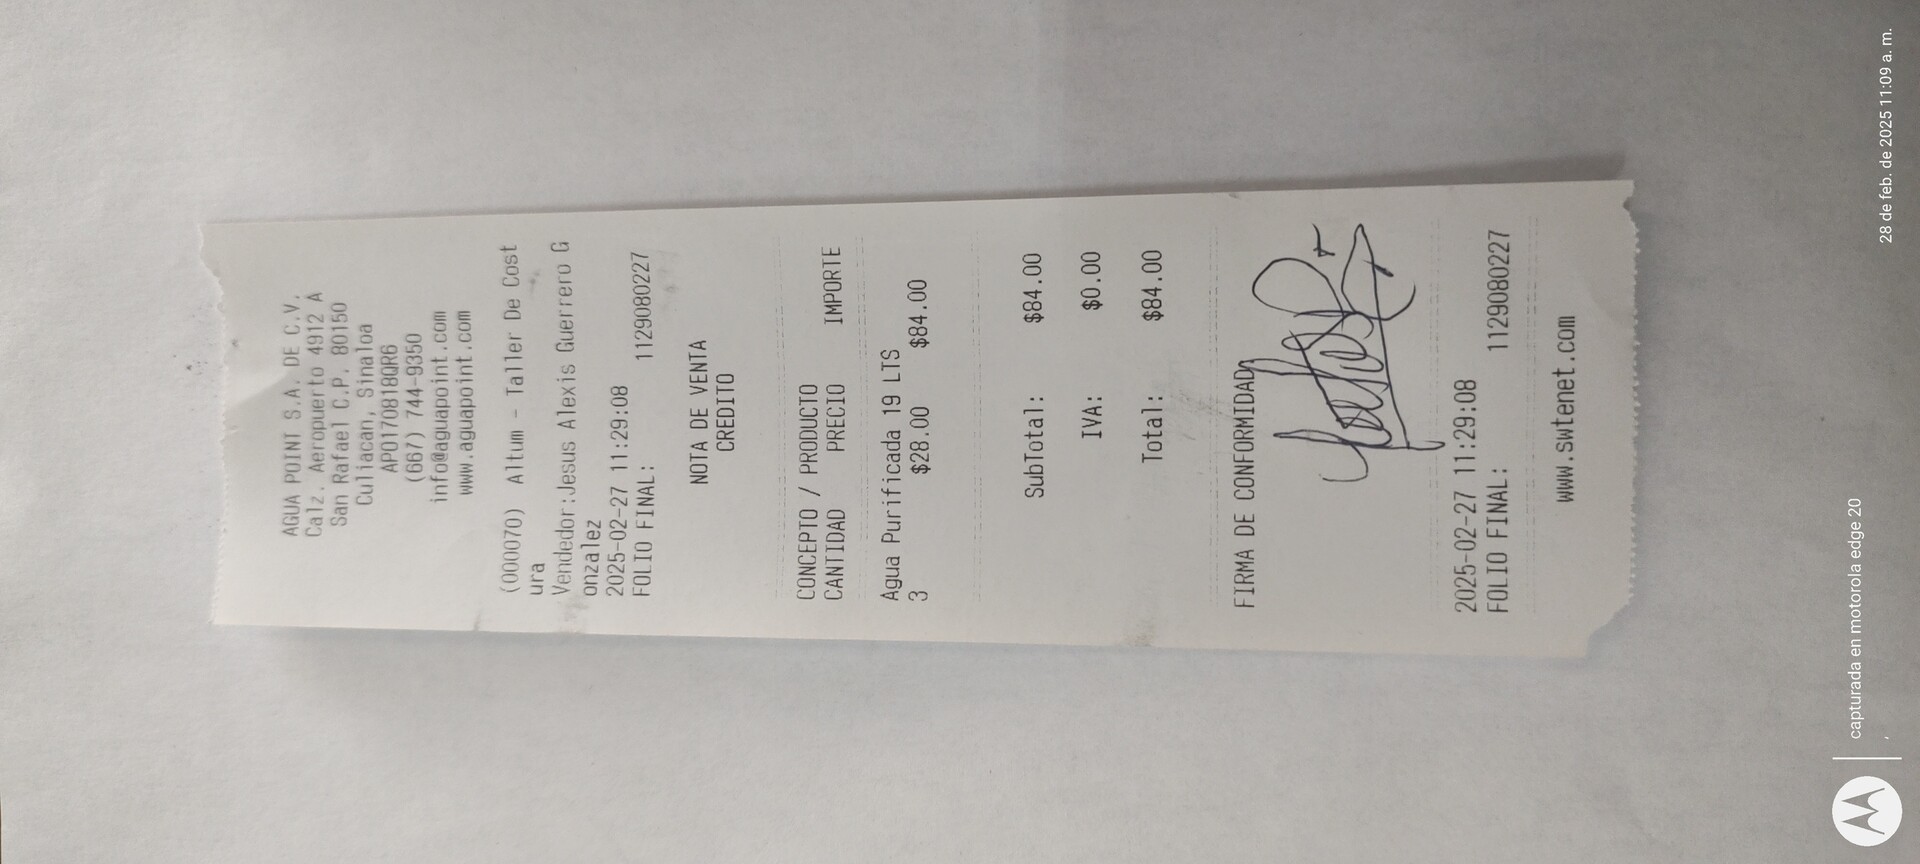 AGUA POINT S.A. DE C.V.
Calz. Aeropuerto 4912 A
San Rafael C.P. 80150
Culiacan, Sinaloa
APO170818QR6
(667) 744-9350
info@aguapoint.com
www.aguapoint.com
(000070) Altum - Taller De Cost
ura
Vendedor:Jesus Alexis Guerrero G
onzalez
2025-02-27 11:29:08
FOLIO FINAL: 1129080227
NOTA DE VENTA
CREDITO
CONCEPTO / PRODUCTO
CANTIDAD PRECIO IMPORTE
Agua Purificada 19 LTS
3 $28.00 $84.00
SubTotal: $84.00
IVA: $0.00
Total: $84.00
FIRMA DE CONFORMIDAD
2025-02-27 11:29:08
FOLIO FINAL: 1129080227
www.swtenet.com
capturada en motorola edge 20
28 de feb. de 2025 11:09 a. m.